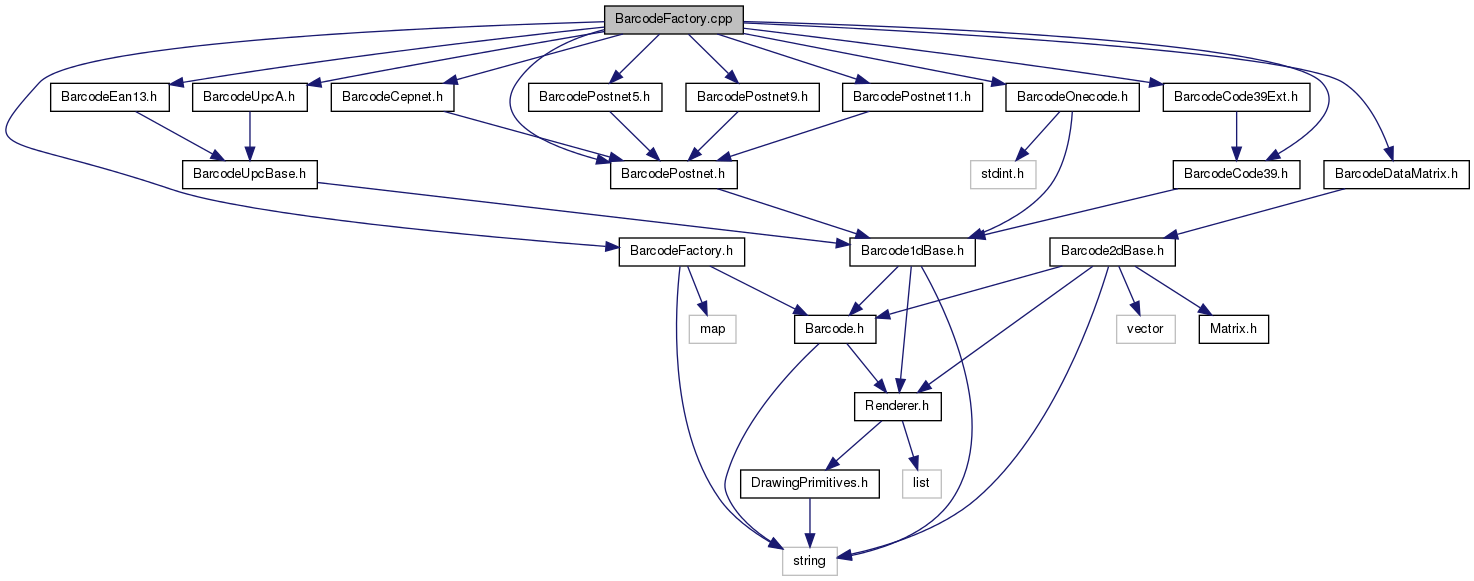 BarcodeFactory.cpp
BarcodeEan13.h
BarcodeUpcA.h
BarcodeCepnet.h
BarcodePostnet5.h
BarcodePostnet9.h
BarcodePostnet11.h
BarcodeOnecode.h
BarcodeCode39Ext.h
BarcodeUpcBase.h
BarcodePostnet.h
stdint.h
BarcodeCode39.h
BarcodeDataMatrix.h
BarcodeFactory.h
Barcode1dBase.h
Barcode2dBase.h
map
Barcode.h
vector
Matrix.h
Renderer.h
DrawingPrimitives.h
list
string